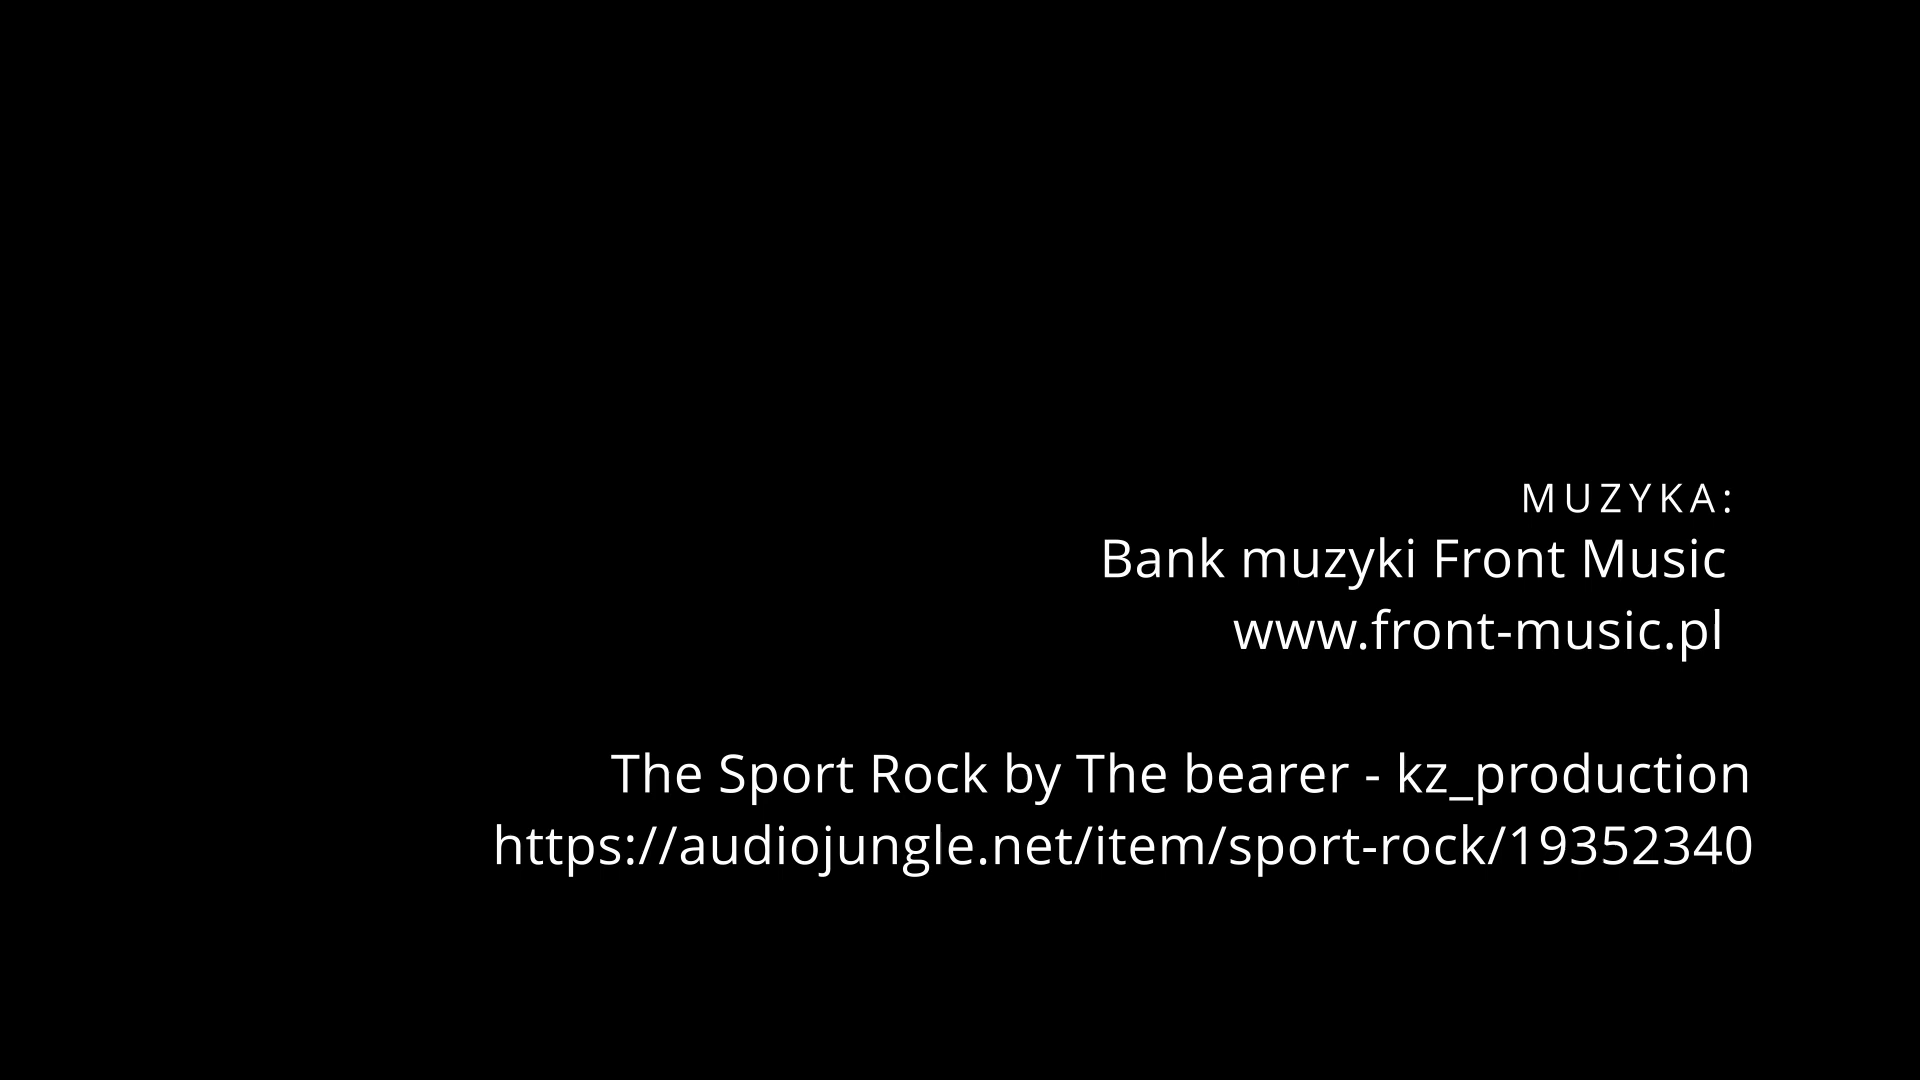 MUZYKA:
Bank muzyki Front Music
www.front-music.pl
The Sport Rock by The bearer - kz_production
https://audiojungle.net/item/sport-rock/19352340